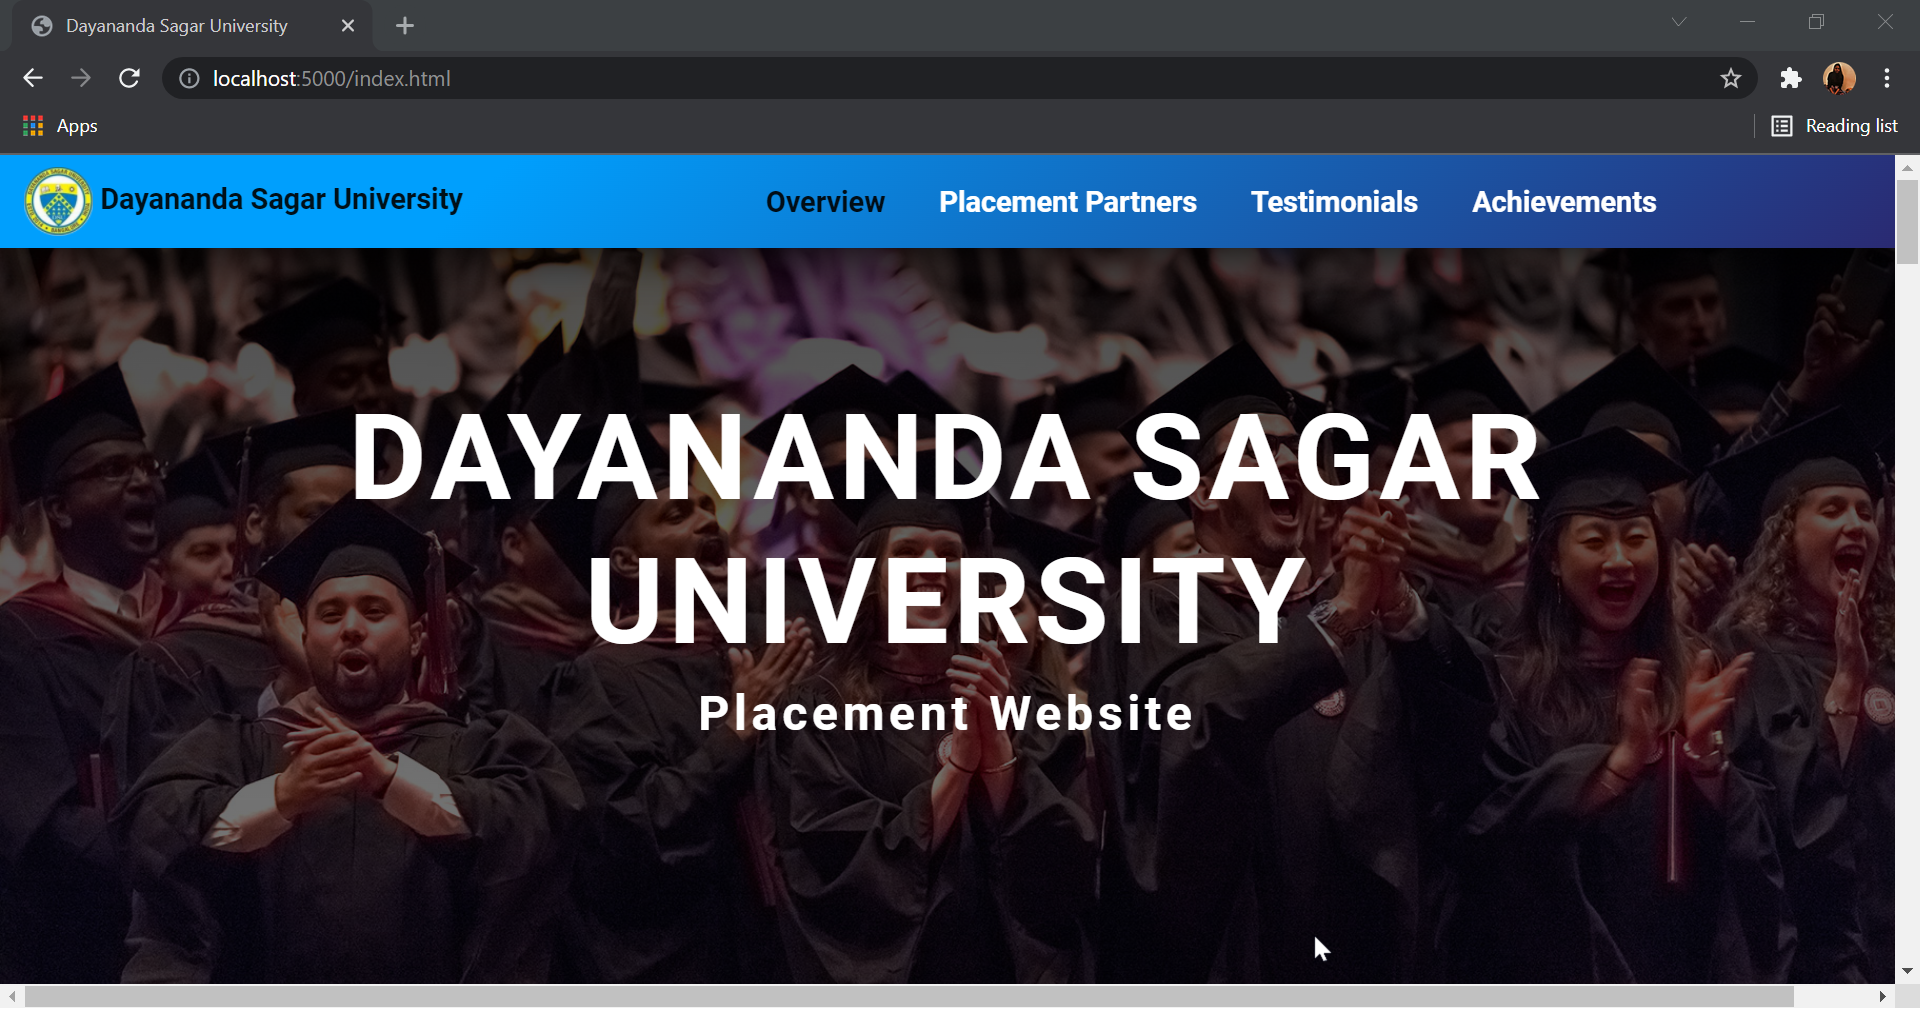 Dayananda Sagar University
localhost:5000/index.html
Apps
Reading list
Dayananda Sagar University
Overview
Placement Partners
Testimonials
Achievements
DAYANANDA SAGAR
UNIVERSITY
Placement Website